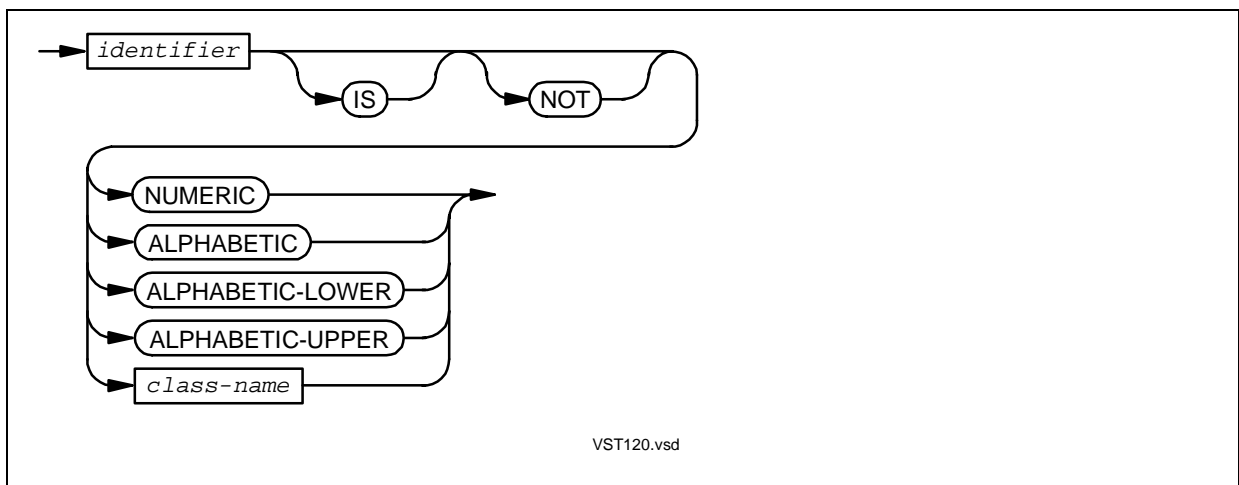 identifier
IS
NOT
NUMERIC
ALPHABETIC
ALPHABETIC-LOWER
ALPHABETIC-UPPER
class-name
VST120.vsd